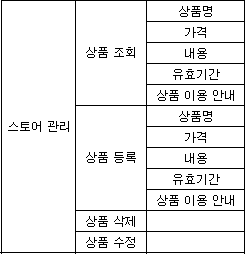 상품명
가격
상품 조회
내용
유효기간
상품 이용 안내
스토어 관리
상품명
가격
상품 등록
내용
유효기간
상품 이용 안내
상품 삭제
상품 수정